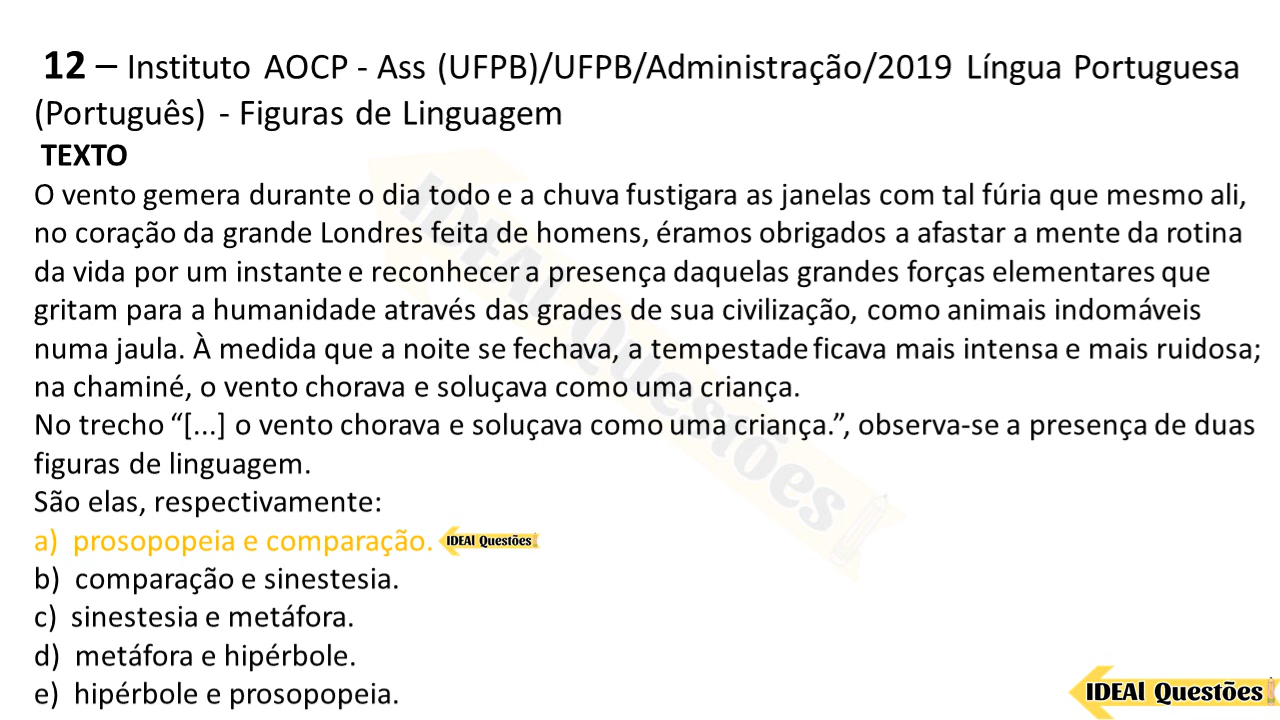 12 – Instituto AOCP - Ass (UFPB)/UFPB/Administração/2019 Língua Portuguesa
(Português) - Figuras de Linguagem
TEXTO
O vento gemera durante o dia todo e a chuva fustigara as janelas com tal fúria que mesmo ali,
no coração da grande Londres feita de homens, éramos obrigados a afastar a mente da rotina
da vida por um instante e reconhecer a presença daquelas grandes forças elementares que
gritam para a humanidade através das grades de sua civilização, como animais indomáveis
numa jaula. À medida que a noite se fechava, a tempestade ficava mais intensa e mais ruidosa;
na chaminé, o vento chorava e soluçava como uma criança.
No trecho “[...] o vento chorava e soluçava como uma criança.”, observa-se a presença de duas
figuras de linguagem.
São elas, respectivamente:
a) prosopopeia e comparação. IDEAl Questões
b) comparação e sinestesia.
c) sinestesia e metáfora.
d) metáfora e hipérbole.
e) hipérbole e prosopopeia.
IDEAl Questões
IDEAl Questões